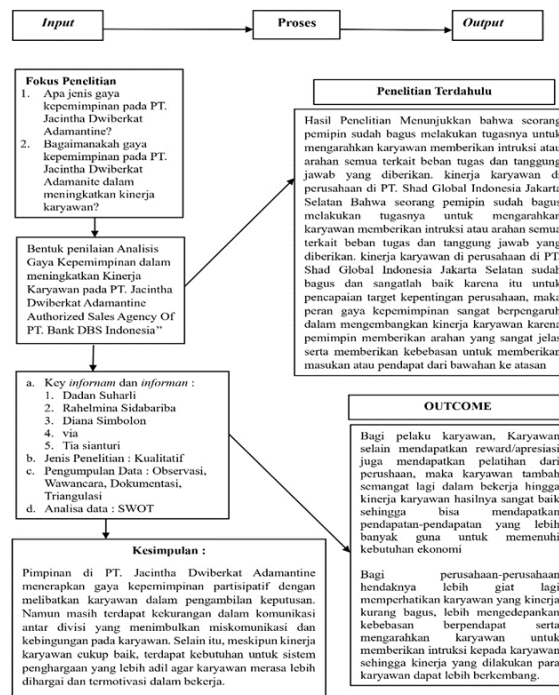 Input
Proses
Output
Fokus Penelitian
1. Apa jenis gaya
kepemimpinan pada PT.
Jacintha Dwiberkat
Adamantine?
2. Bagaimanakah gaya
kepemimpinan pada PT.
Jacintha Dwiberkat
Adamanite dalam
meningkatkan kinerja
karyawan?
Bentuk penilaian Analisis
Gaya Kepemimpinan dalam
meningkatkan Kinerja
Karyawan pada PT. Jacintha
Dwiberkat Adamantine
Authorized Sales Agency Of
PT. Bank DBS Indonesia”
a. Key infornam dan informan :
1. Dadan Suharli
2. Rahelmina Sidabariba
3. Diana Simbolon
4. via
5. Tia sianturi
b. Jenis Penelitian : Kualitatif
c. Pengumpulan Data : Observasi,
Wawancara, Dokumentasi,
Triangulasi
d. Analisa data : SWOT
Kesimpulan :
Pimpinan di PT. Jacintha Dwiberkat Adamantine
menerapkan gaya kepemimpinan partisipatif dengan
melibatkan karyawan dalam pengambilan keputusan.
Namun masih terdapat kekurangan dalam komunikasi
antar divisi yang menimbulkan miskomunikasi dan
kebingungan pada karyawan. Selain itu, meskipun kinerja
karyawan cukup baik, terdapat kebutuhan untuk sistem
penghargaan yang lebih adil agar karyawan merasa lebih
dihargai dan termotivasi dalam bekerja.
Penelitian Terdahulu
Hasil Penelitian Menunjukkan bahwa seorang
pemipin sudah bagus melakukan tugasnya untuk
mengarahkan karyawan memberikan intruksi atau
arahan semua terkait beban tugas dan tanggung
jawab yang diberikan. kinerja karyawan di
perusahaan di PT. Shad Global Indonesia Jakarta
Selatan Bahwa seorang pemipin sudah bagus
melakukan tugasnya untuk mengarahkan
karyawan memberikan intruksi atau arahan semua
terkait beban tugas dan tanggung jawab yang
diberikan. kinerja karyawan di perusahaan di PT.
Shad Global Indonesia Jakarta Selatan sudah
bagus dan sangatlah baik karena itu untuk
pencapaian target kepentingan perusahaan, maka
peran gaya kepemimpinan sangat berpengaruh
dalam mengembangkan kinerja karyawan karena
pemimpin memberikan arahan yang sangat jelas
serta memberikan kebebasan untuk memberikan
masukan atau pendapat dari bawahan ke atasan
OUTCOME
Bagi pelaku karyawan, Karyawan
selain mendapatkan reward/apresiasi
juga mendapatkan pelatihan dari
perushaan, maka karyawan tambah
semangat lagi dalam bekerja hingga
kinerja karyawan hasilnya sangat baik
sehingga bisa mendapatkan
pendapatan-pendapatan yang lebih
banyak guna untuk memenuhi
kebutuhan ekonomi
Bagi perusahaan-perusahaan
hendaknya lebih giat lagi
memperhatikan karyawan yang kinerja
kurang bagus, lebih mengedepankan
kebebasan berpendapat serta
mengarahkan karyawan untuk
memberikan intruksi kepada karyawan
sehingga kinerja yang dilakukan para
karyawan dapat lebih berkembang.